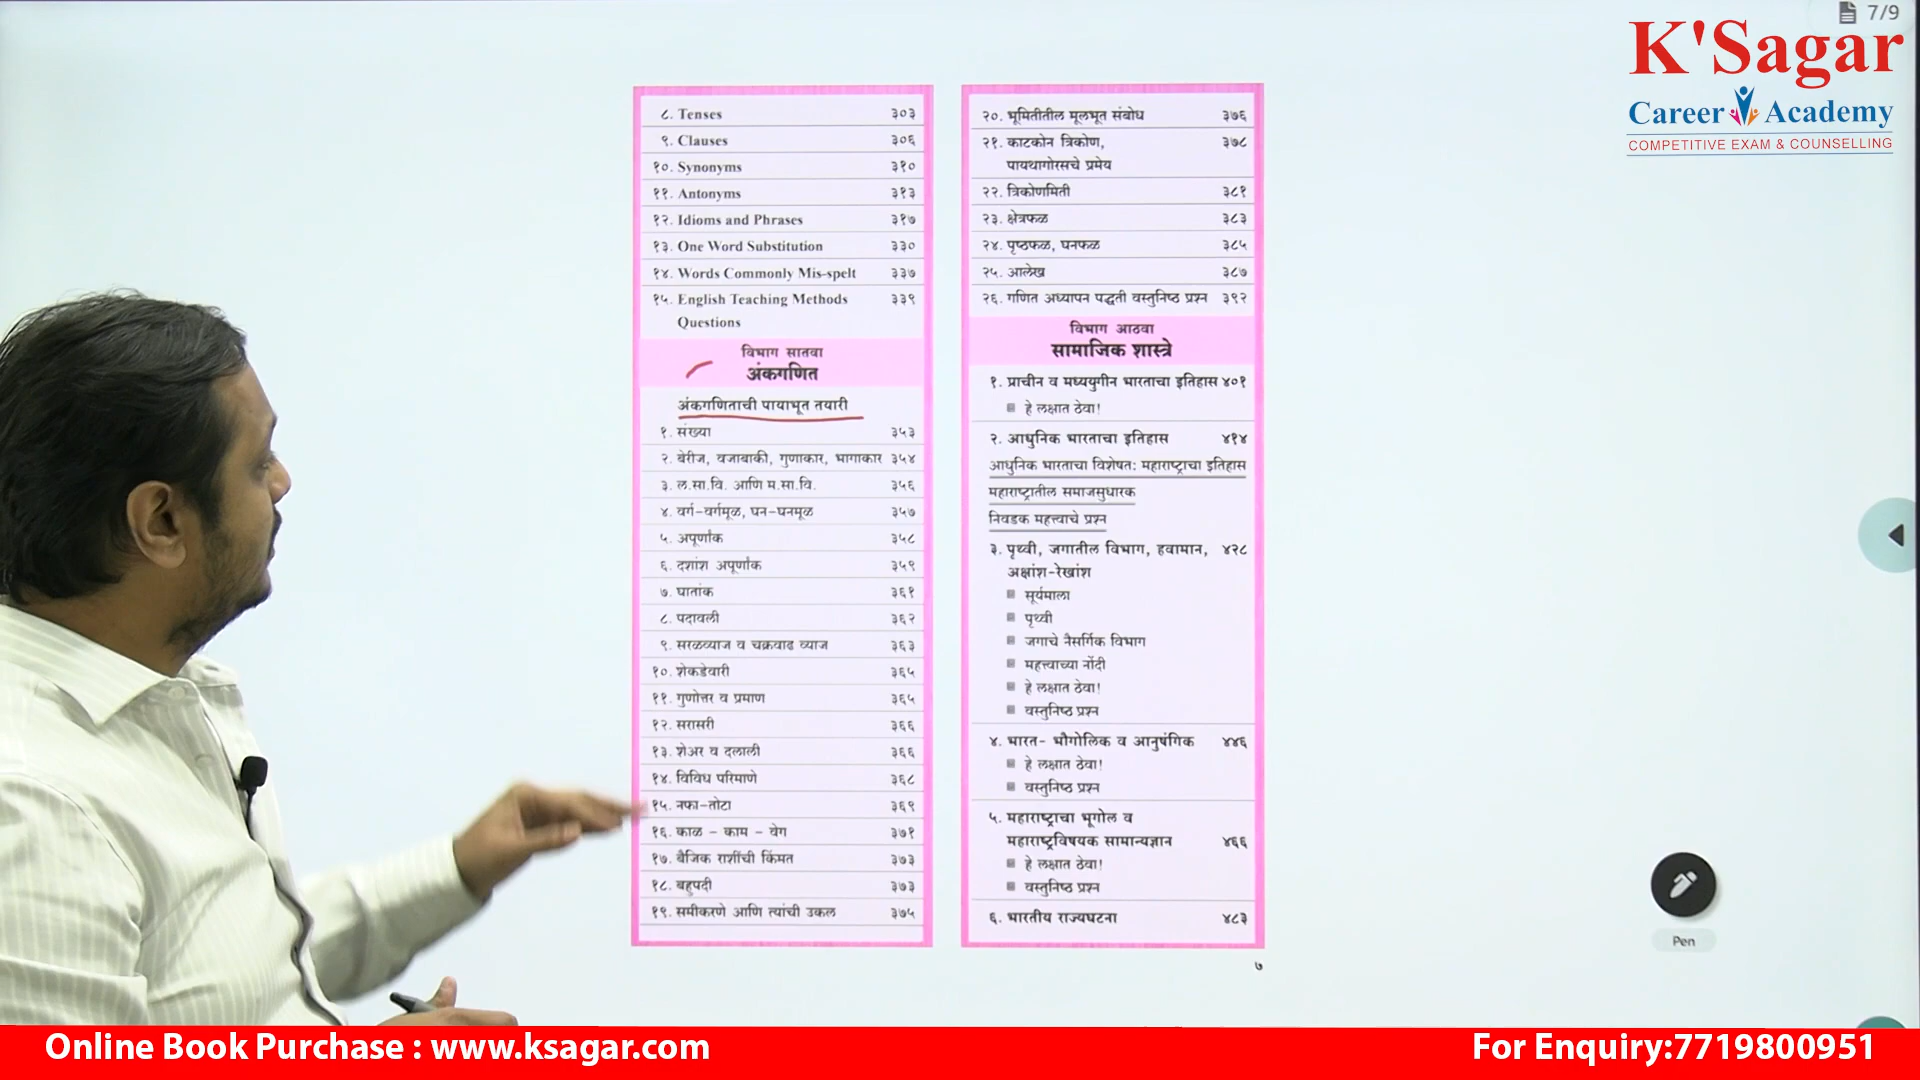 7/9
K'Sagar
Career Academy
COMPETITIVE EXAM & COUNSELLING
८. Tenses ३०३
९. Clauses ३०६
१०. Synonyms ३१०
११. Antonyms ३१३
१२. Idioms and Phrases ३१७
१३. One Word Substitution ३३०
१४. Words Commonly Mis-spelt ३३७
१५. English Teaching Methods ३३९
Questions
विभाग सातवा
अंकगणित
अंकगणिताची पायाभूत तयारी
१. संख्या ३५३
२. बेरीज, वजाबाकी, गुणाकार, भागाकार ३५४
३. ल.सा.वि. आणि म.सा.वि. ३५६
४. वर्ग-वर्गमूळ, घन-घनमूळ ३५७
५. अपूर्णांक ३५८
६. दशांश अपूर्णांक ३५९
७. घातांक ३६१
८. पदावली ३६२
९. सरळव्याज व चक्रवाढ व्याज ३६३
१०. शेकडेवारी ३६५
११. गुणोत्तर व प्रमाण ३६५
१२. सरासरी ३६६
१३. शेअर व दलाली ३६६
१४. विविध परिमाणे ३६८
१५. नफा-तोटा ३६९
१६. काळ - काम - वेग ३७१
१७. बैजिक राशींची किंमत ३७३
१८. बहुपदी ३७३
१९. समीकरणे आणि त्यांची उकल ३७५
२०. भूमितीतील मूलभूत संबोध ३७६
२१. काटकोन त्रिकोण, ३७८
पायथागोरसचे प्रमेय
२२. त्रिकोणमिती ३८१
२३. क्षेत्रफळ ३८३
२४. पृष्ठफळ, घनफळ ३८५
२५. आलेख ३८७
२६. गणित अध्यापन पद्धती वस्तुनिष्ठ प्रश्न ३९२
विभाग आठवा
सामाजिक शास्त्रे
१. प्राचीन व मध्ययुगीन भारताचा इतिहास ४०१
हे लक्षात ठेवा!
२. आधुनिक भारताचा इतिहास ४१४
आधुनिक भारताचा विशेषतः महाराष्ट्राचा इतिहास
महाराष्ट्रातील समाजसुधारक
निवडक महत्त्वाचे प्रश्न
३. पृथ्वी, जगातील विभाग, हवामान, ४२८
अक्षांश-रेखांश
सूर्यमाला
पृथ्वी
जगाचे नैसर्गिक विभाग
महत्त्वाच्या नोंदी
हे लक्षात ठेवा!
वस्तुनिष्ठ प्रश्न
४. भारत- भौगोलिक व आनुषंगिक ४४६
हे लक्षात ठेवा!
वस्तुनिष्ठ प्रश्न
५. महाराष्ट्राचा भूगोल व
महाराष्ट्रविषयक सामान्यज्ञान ४६६
हे लक्षात ठेवा!
वस्तुनिष्ठ प्रश्न
६. भारतीय राज्यघटना ४८३
७
Pen
Online Book Purchase : www.ksagar.com
For Enquiry:7719800951